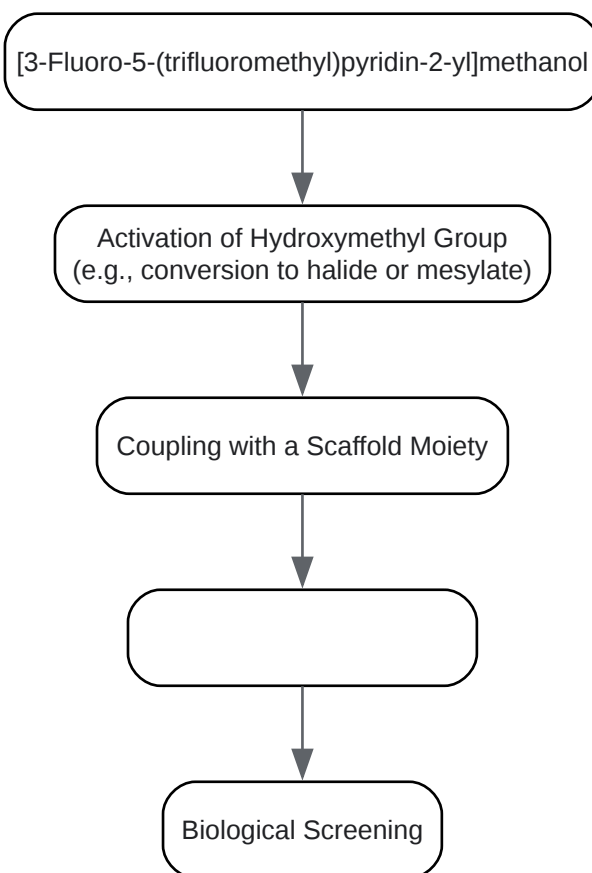 [3-Fluoro-5-(trifluoromethyl)pyridin-2-yl]methanol
Activation of Hydroxymethyl Group
(e.g., conversion to halide or mesylate)
Coupling with a Scaffold Moiety
Biological Screening